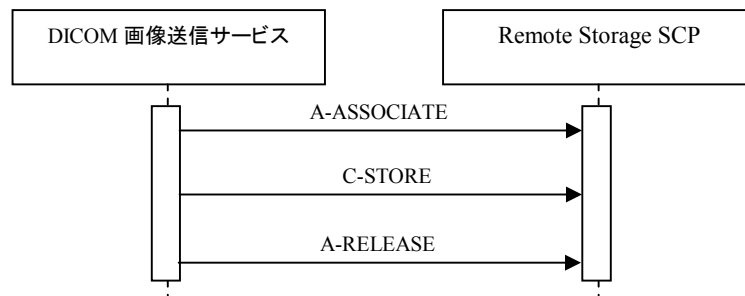 DICOM 画像送信サービス
Remote Storage SCP
A-ASSOCIATE
C-STORE
A-RELEASE